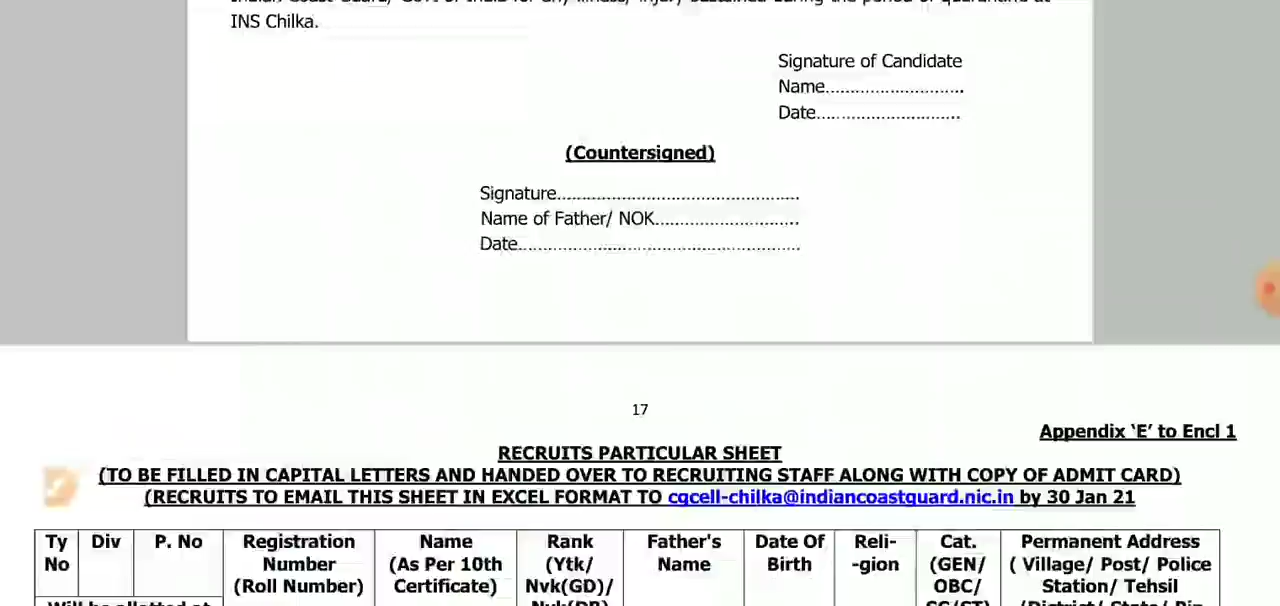 INS Chilka.
Signature of Candidate
Name............................
Date.............................
(Countersigned)
Signature.................................................
Name of Father/ NOK.............................
Date.........................................................
17
Appendix ‘E’ to Encl 1
RECRUITS PARTICULAR SHEET
(TO BE FILLED IN CAPITAL LETTERS AND HANDED OVER TO RECRUITING STAFF ALONG WITH COPY OF ADMIT CARD)
(RECRUITS TO EMAIL THIS SHEET IN EXCEL FORMAT TO cgcell-chilka@indiancoastguard.nic.in by 30 Jan 21
Ty No
Div
P. No
Registration Number (Roll Number)
Name (As Per 10th Certificate)
Rank (Ytk/ Nvk(GD)/
Father's Name
Date Of Birth
Reli- -gion
Cat. (GEN/ OBC/
Permanent Address ( Village/ Post/ Police Station/ Tehsil